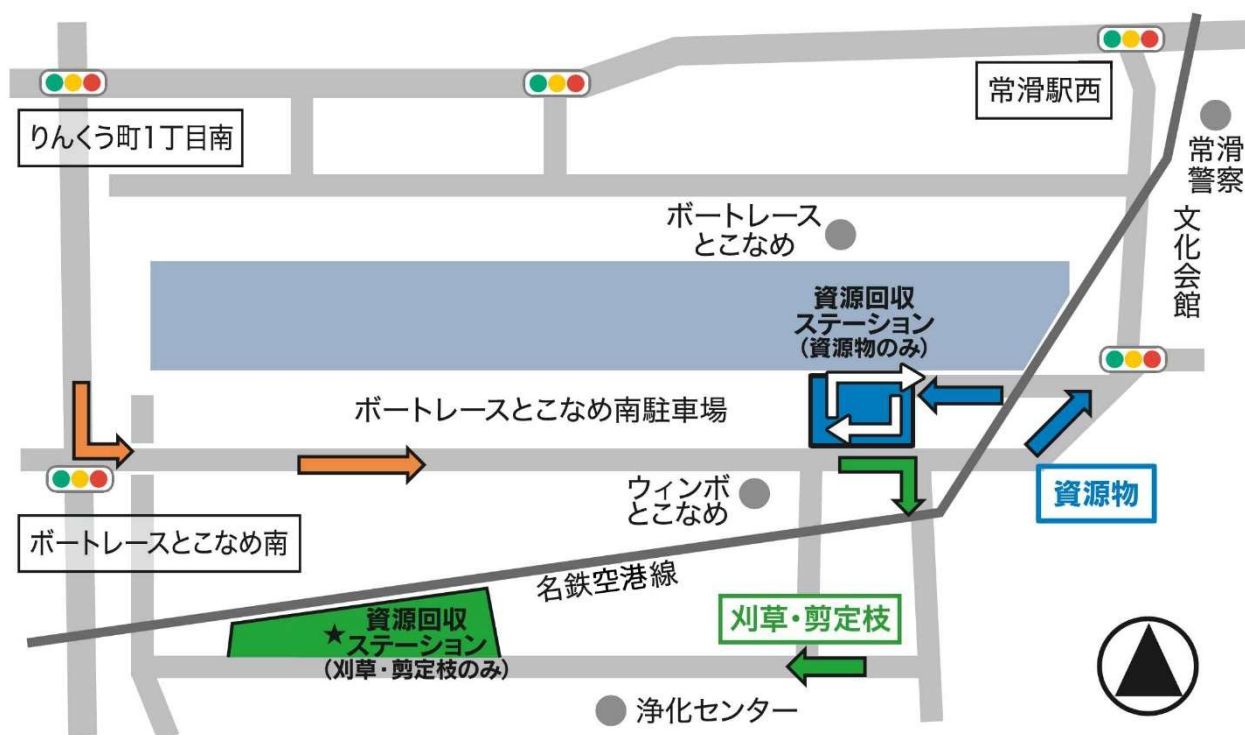 りんくう町1丁目南
常滑駅西
常滑
警察
文化会館
ボートレース
とこなめ
資源回収
ステーション
(資源物のみ)
ボートレースとこなめ南駐車場
資源物
ウィンボ
とこなめ
ボートレースとこなめ南
名鉄空港線
★
資源回収
ステーション
(刈草・剪定枝のみ)
刈草・剪定枝
浄化センター